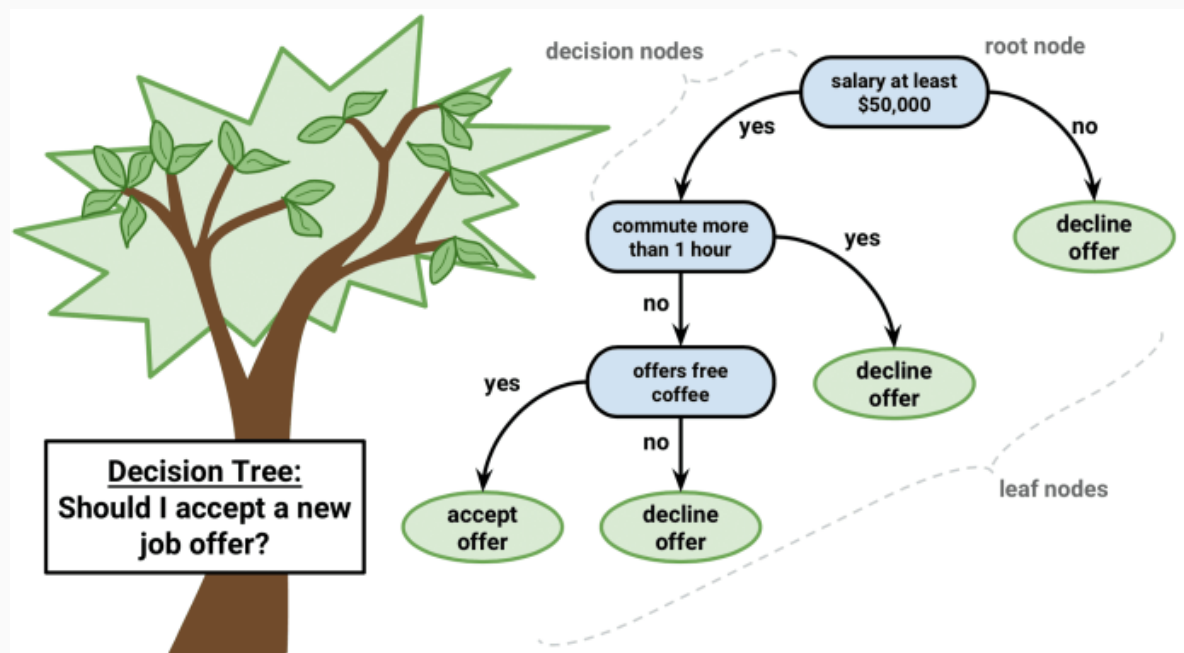 decision nodes
root node
salary at least
$50,000
yes
no
commute more
than 1 hour
yes
decline
offer
no
offers free
coffee
decline
offer
yes
no
Decision Tree:
Should I accept a new
job offer?
accept
offer
decline
offer
leaf nodes